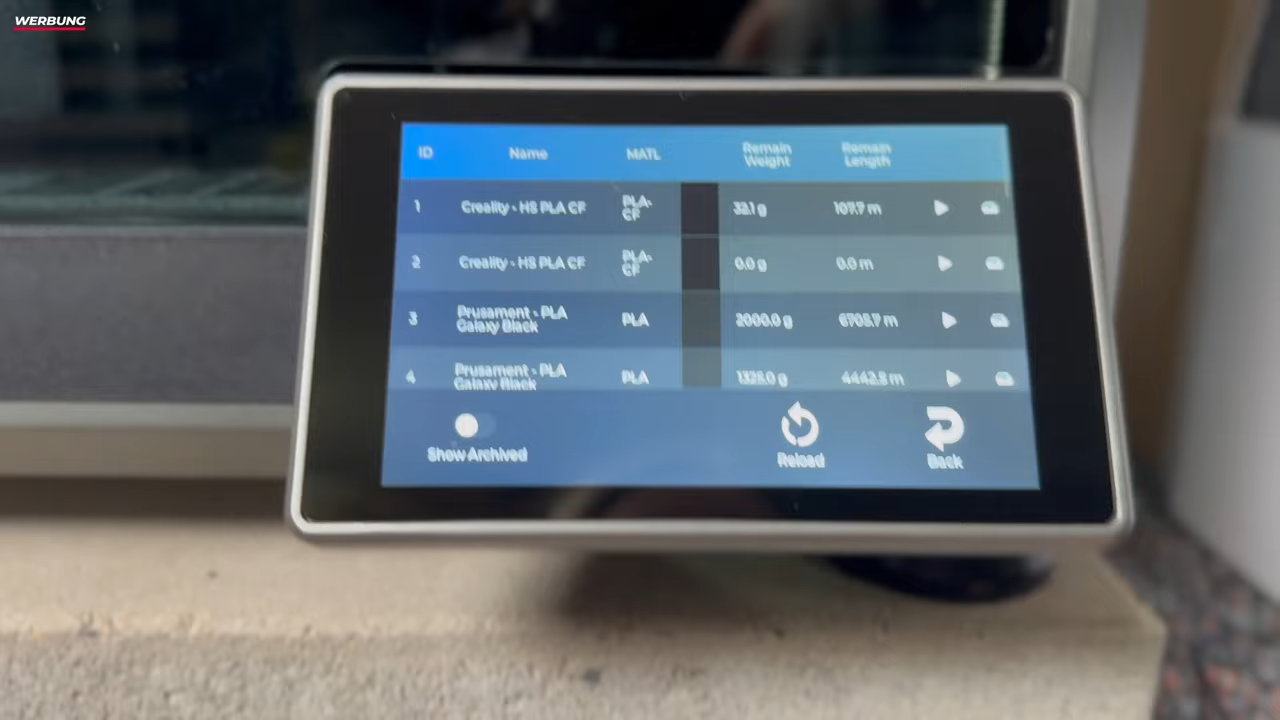 WERBUNG
ID Name MATL Remain Weight Remain Length
1 Creality - HS PLA CF PLA-CF 32.1 g 107.7 m
2 Creality - HS PLA CF PLA-CF 0.0 g 0.0 m
3 Prusament - PLA Galaxy Black PLA 2000.0 g 6705.7 m
4 Prusament - PLA Galaxy Black PLA 1325.0 g 4442.5 m
Show Archived Reload Back